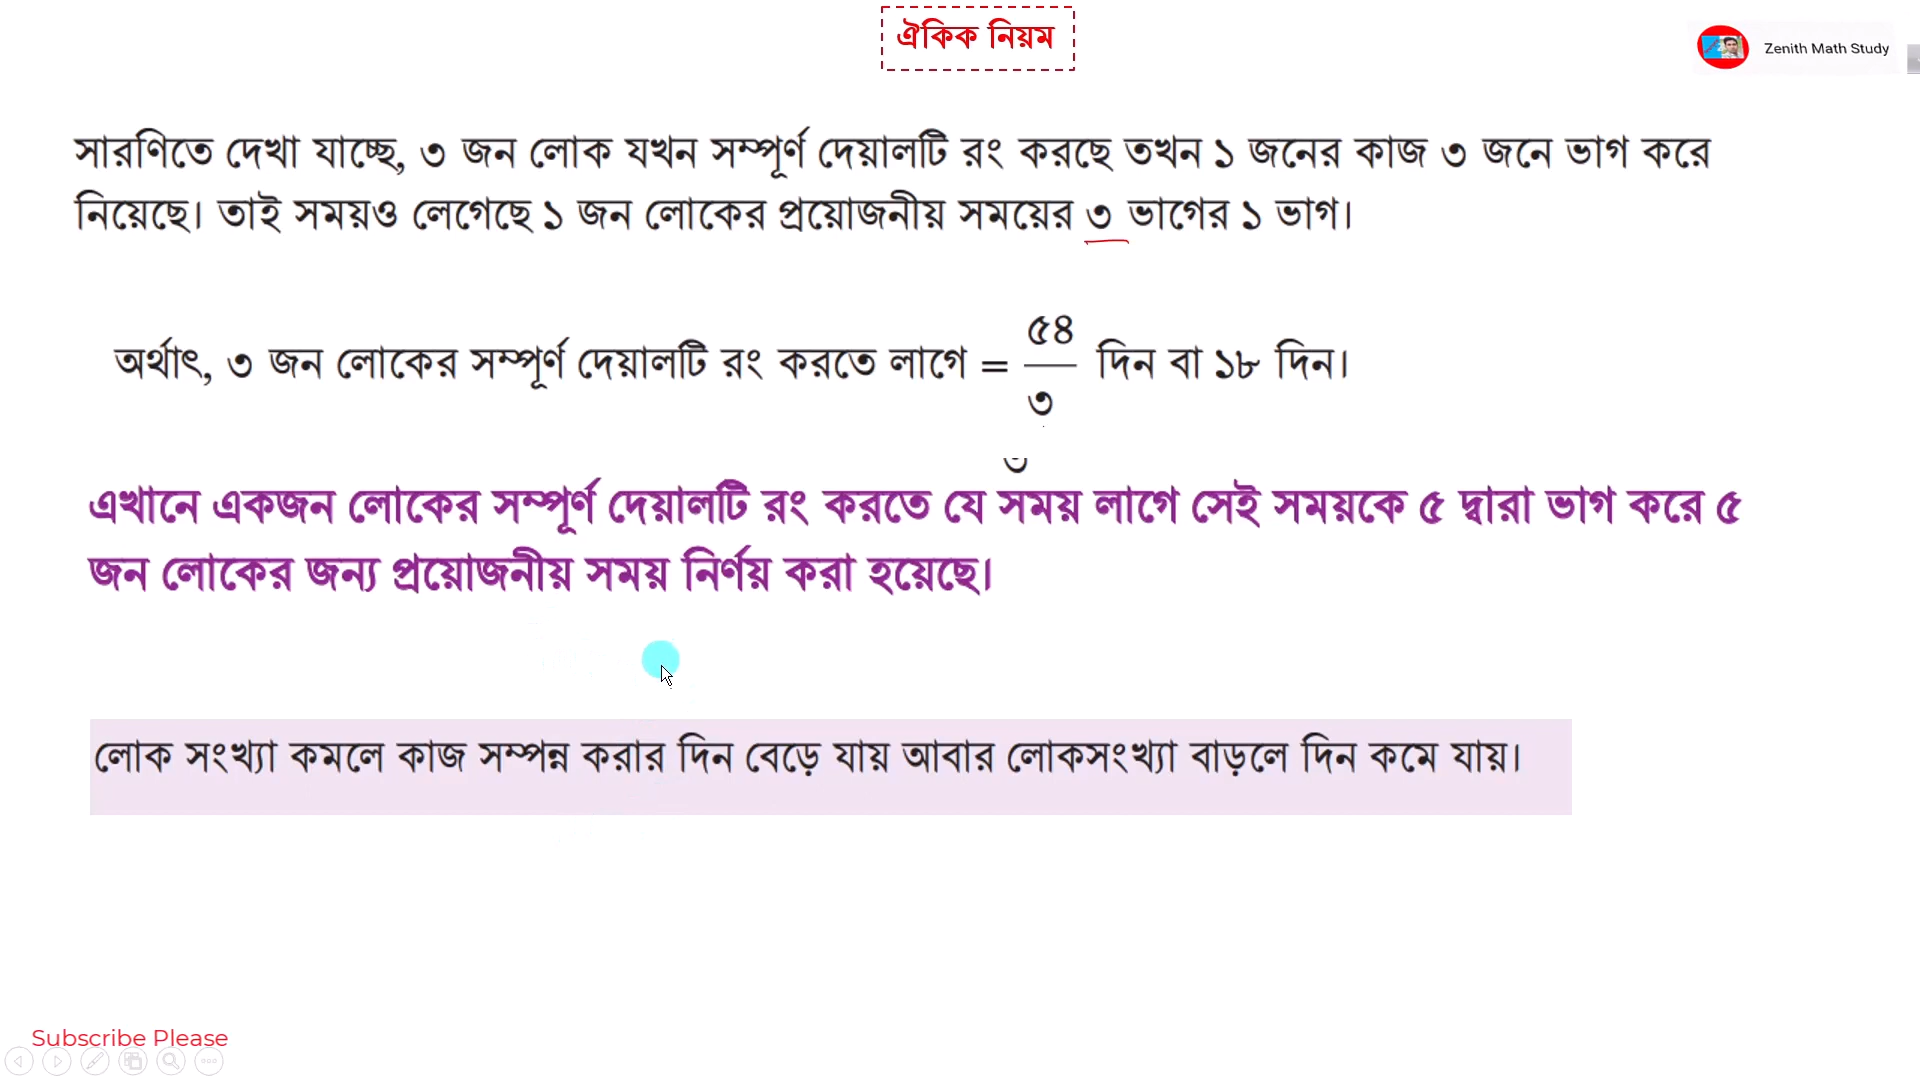 ঐকিক নিয়ম
Zenith Math Study
সারণিতে দেখা যাচ্ছে, ৩ জন লোক যখন সম্পূর্ণ দেয়ালটি রং করছে তখন ১ জনের কাজ ৩ জনে ভাগ করে
নিয়েছে। তাই সময়ও লেগেছে ১ জন লোকের প্রয়োজনীয় সময়ের ৩ ভাগের ১ ভাগ।
অর্থাৎ, ৩ জন লোকের সম্পূর্ণ দেয়ালটি রং করতে লাগে = ৫৪/৩ দিন বা ১৮ দিন।
এখানে একজন লোকের সম্পূর্ণ দেয়ালটি রং করতে যে সময় লাগে সেই সময়কে ৫ দ্বারা ভাগ করে ৫
জন লোকের জন্য প্রয়োজনীয় সময় নির্ণয় করা হয়েছে।
লোক সংখ্যা কমলে কাজ সম্পন্ন করার দিন বেড়ে যায় আবার লোকসংখ্যা বাড়লে দিন কমে যায়।
Subscribe Please